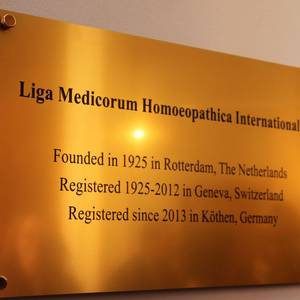 Liga Medicorum Homoeopathica International
Founded in 1925 in Rotterdam, The Netherlands
Registered 1925-2012 in Geneva, Switzerland
Registered since 2013 in Köthen, Germany